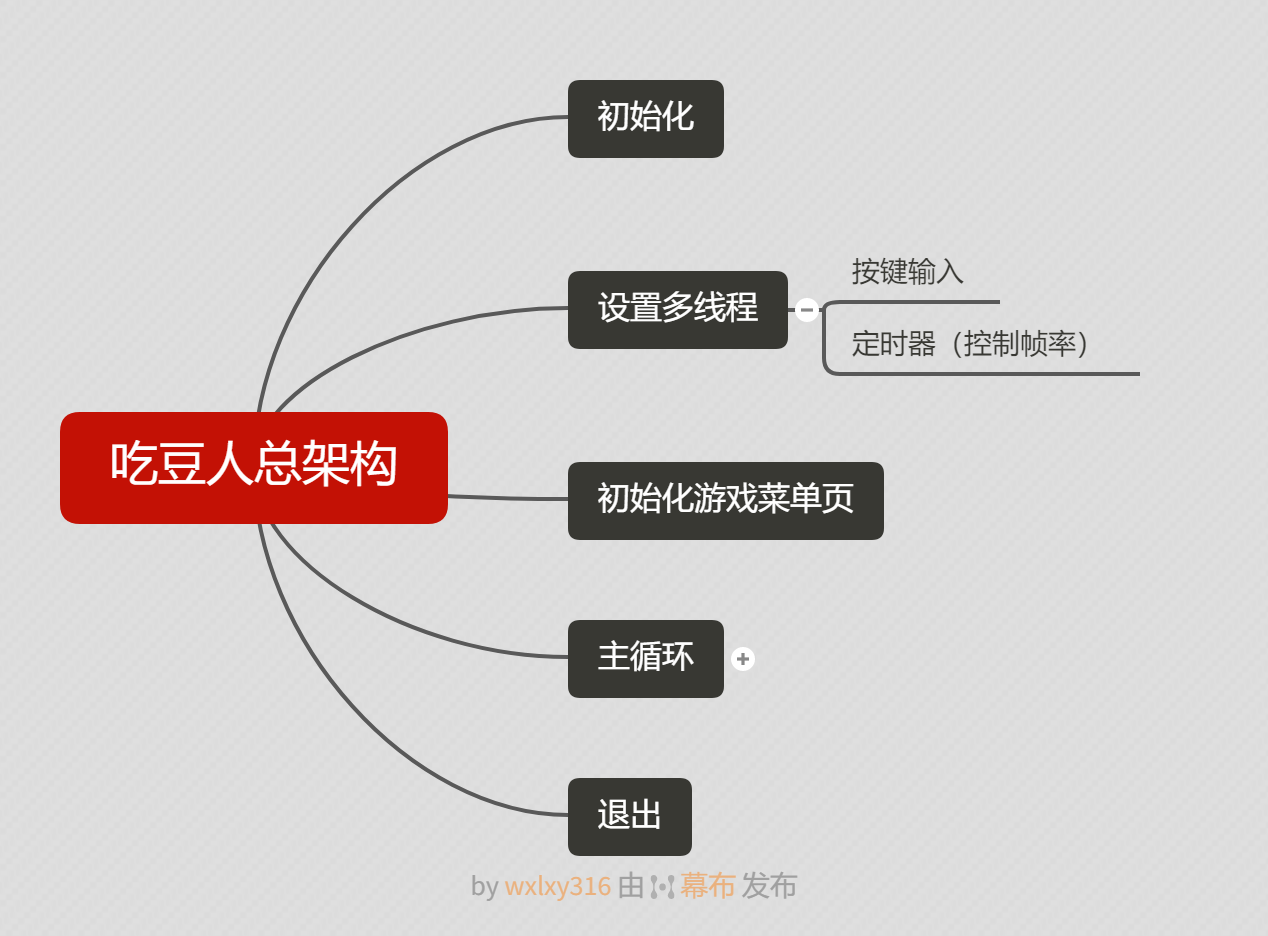 初始化
设置多线程
按键输入
定时器（控制帧率）
吃豆人总架构
初始化游戏菜单页
主循环
退出
by wxlxy316 由 幕布 发布